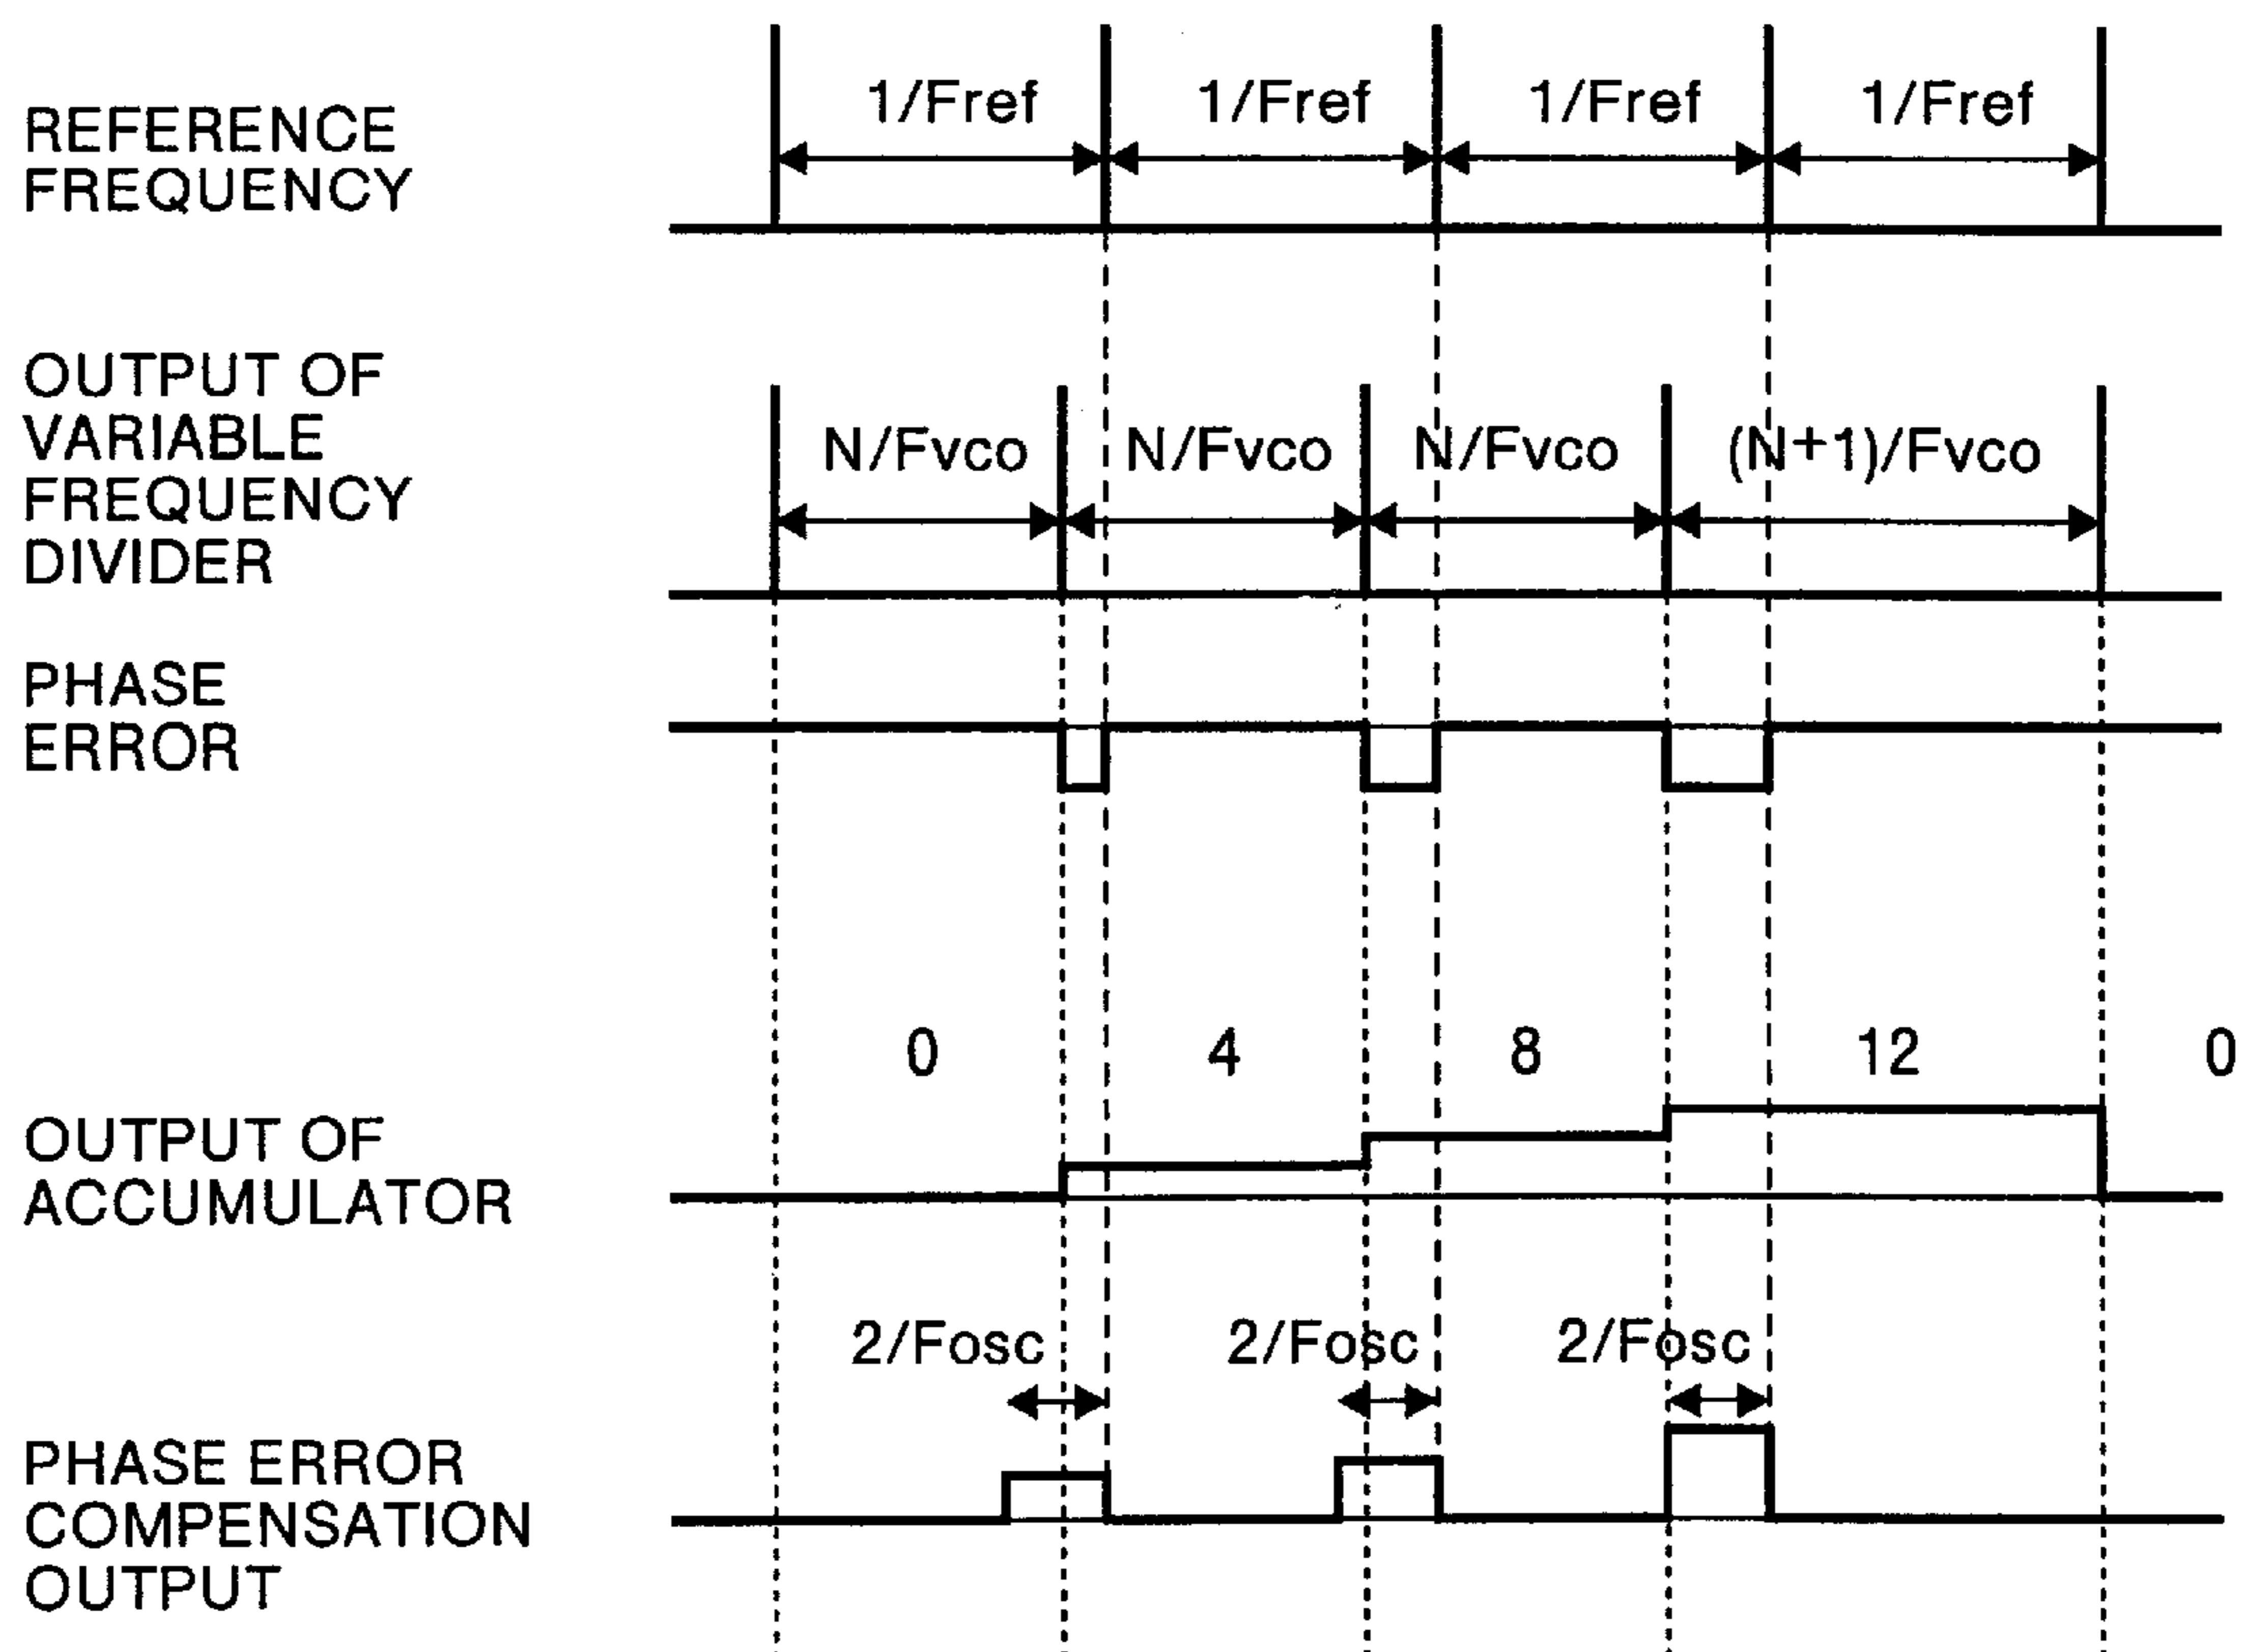 REFERENCE
FREQUENCY
1/Fref 1/Fref 1/Fref 1/Fref
OUTPUT OF
VARIABLE
FREQUENCY
DIVIDER
N/Fvco N/Fvco N/Fvco (N+1)/Fvco
PHASE
ERROR
0 4 8 12 0
OUTPUT OF
ACCUMULATOR
2/Fosc 2/Fosc 2/Fosc
PHASE ERROR
COMPENSATION
OUTPUT